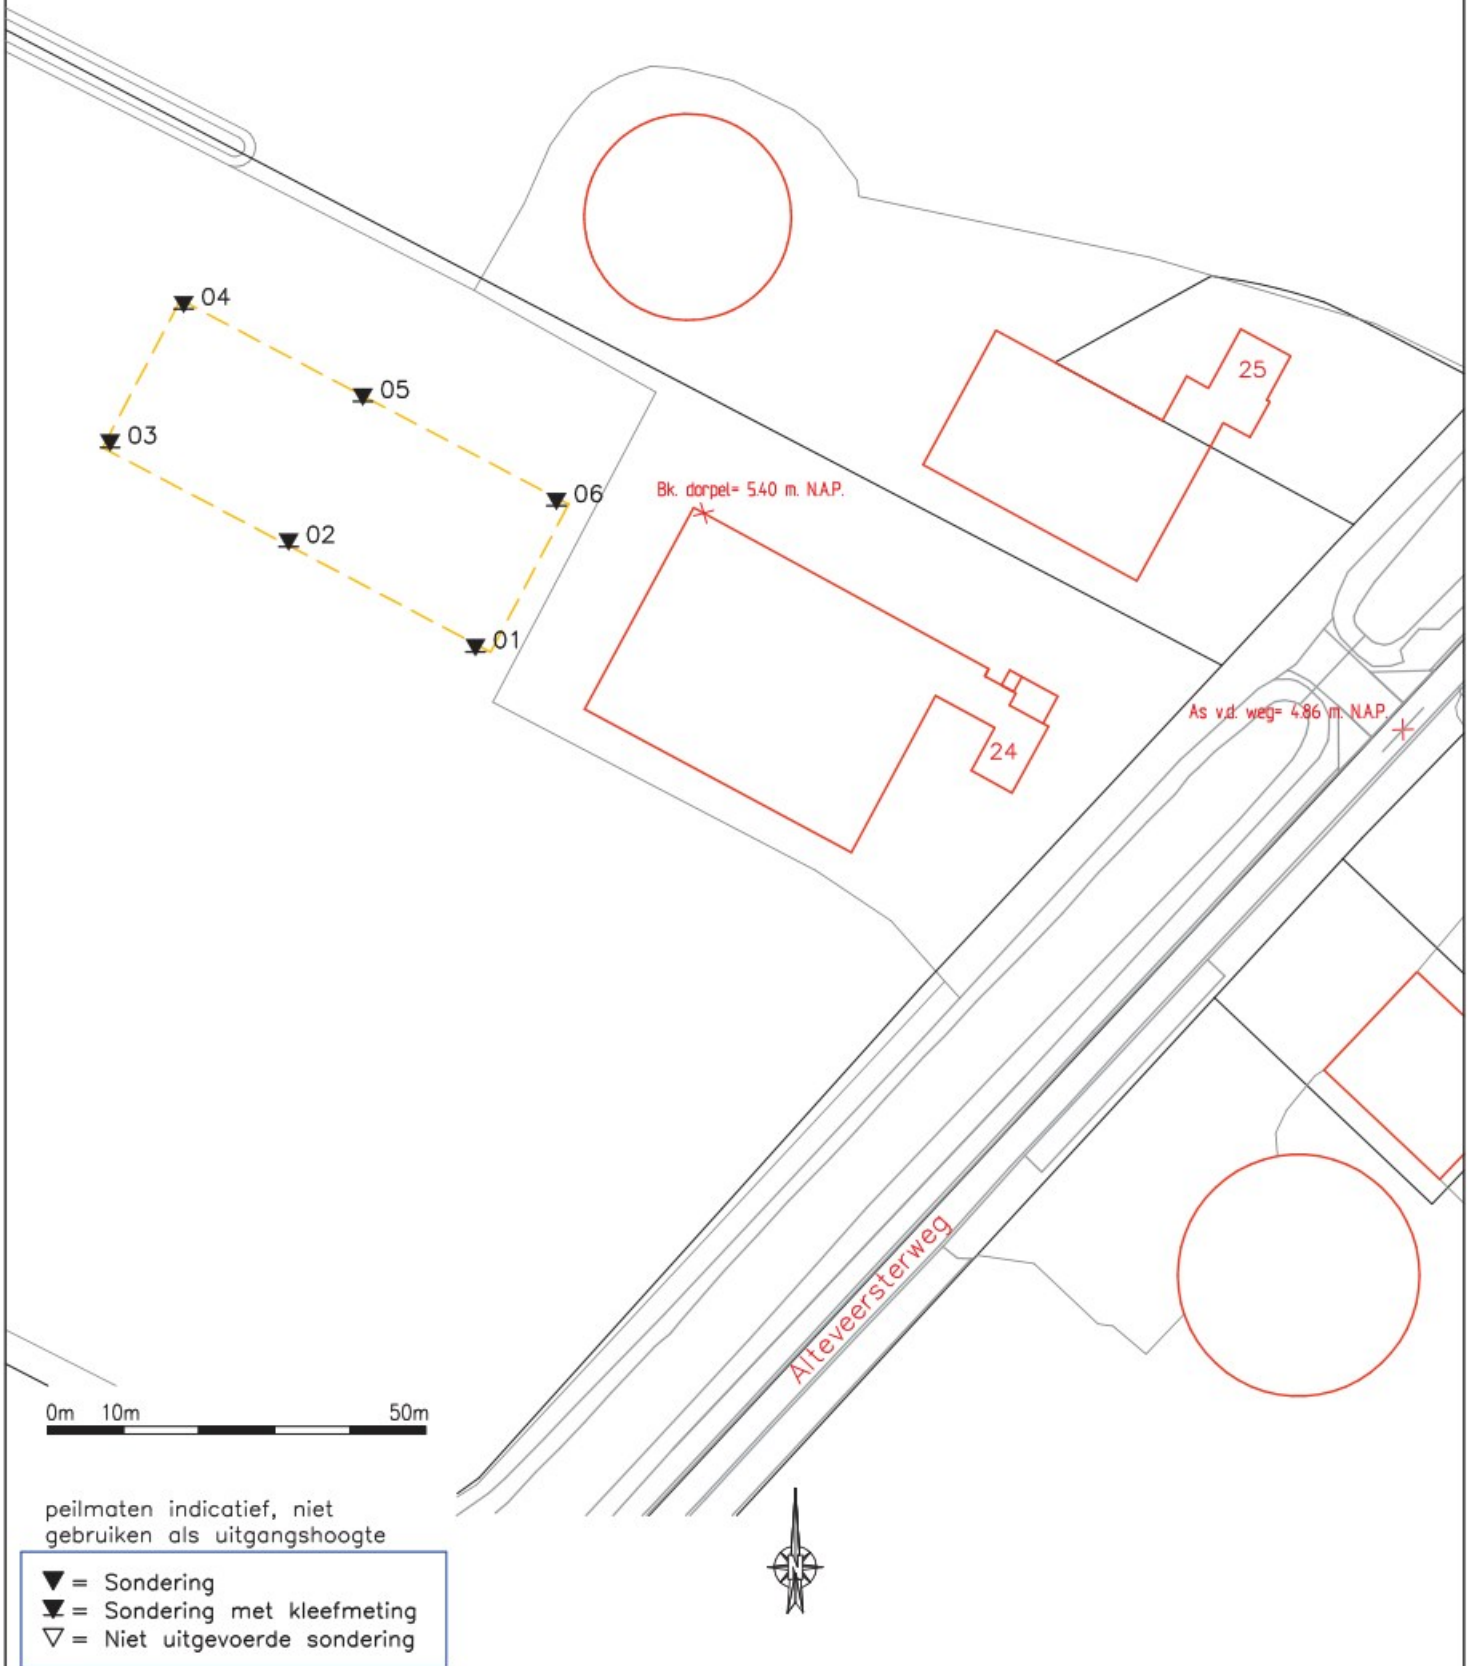 04
05
25
03
06
Bk. dorpel= 5.40 m. N.A.P.
02
01
As v.d. weg= 4.86 m. N.A.P.
24
Alteveersterweg
0m 10m 50m
peilmaten indicatief, niet
gebruiken als uitgangshoogte
N
▼ = Sondering
▼ = Sondering met kleefmeting
▽ = Niet uitgevoerde sondering